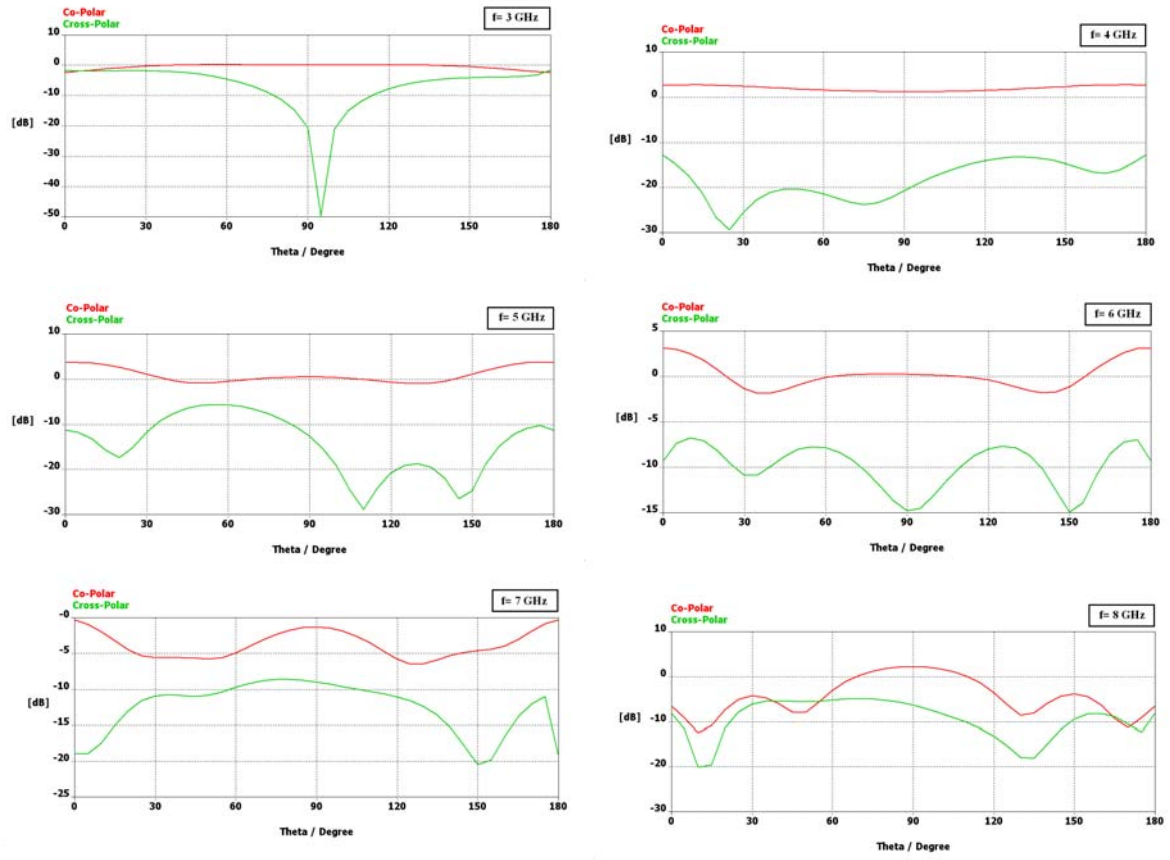 Co-Polar
Cross-Polar
f= 3 GHz
10
0
-10
[dB] -20
-30
-40
-50
0 30 60 90 120 150 180
Theta / Degree
Co-Polar
Cross-Polar
f= 4 GHz
10
0
[dB] -10
-20
-30
0 30 60 90 120 150 180
Theta / Degree
Co-Polar
Cross-Polar
f= 5 GHz
10
0
[dB] -10
-20
-30
0 30 60 90 120 150 180
Theta / Degree
Co-Polar
Cross-Polar
f= 6 GHz
5
0
[dB] -5
-10
-15
0 30 60 90 120 150 180
Theta / Degree
Co-Polar
Cross-Polar
f= 7 GHz
-0
-5
-10
[dB]
-15
-20
-25
0 30 60 90 120 150 180
Theta / Degree
Co-Polar
Cross-Polar
f= 8 GHz
10
0
[dB] -10
-20
-30
0 30 60 90 120 150 180
Theta / Degree